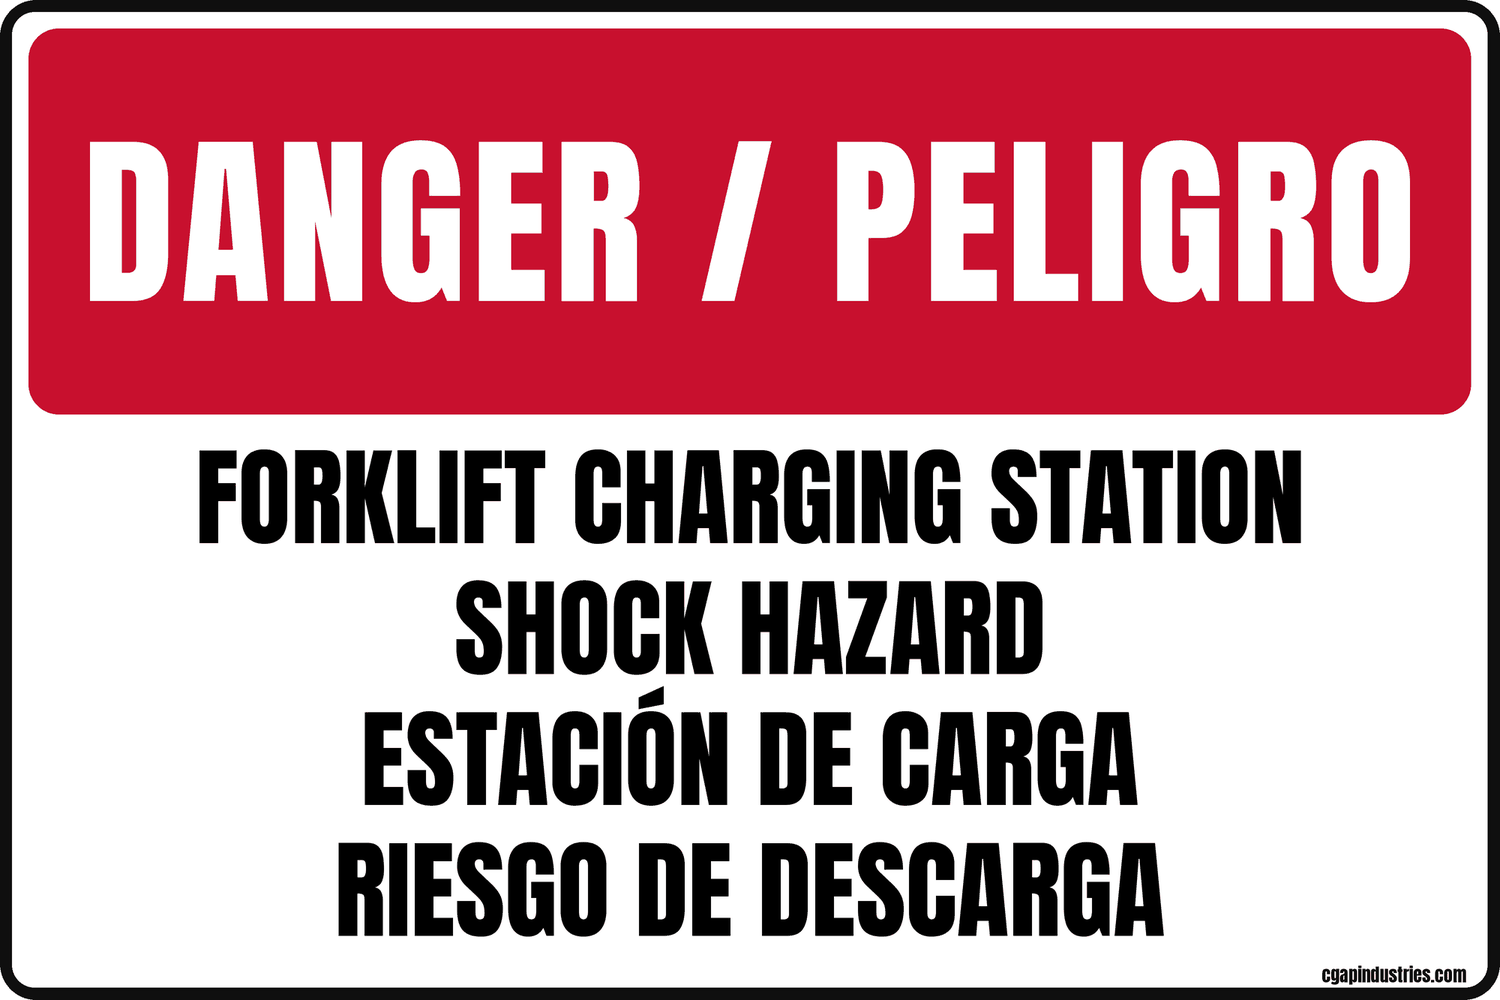 DANGER / PELIGRO
FORKLIFT CHARGING STATION
SHOCK HAZARD
ESTACIÓN DE CARGA
RIESGO DE DESCARGA
cgapindustries.com